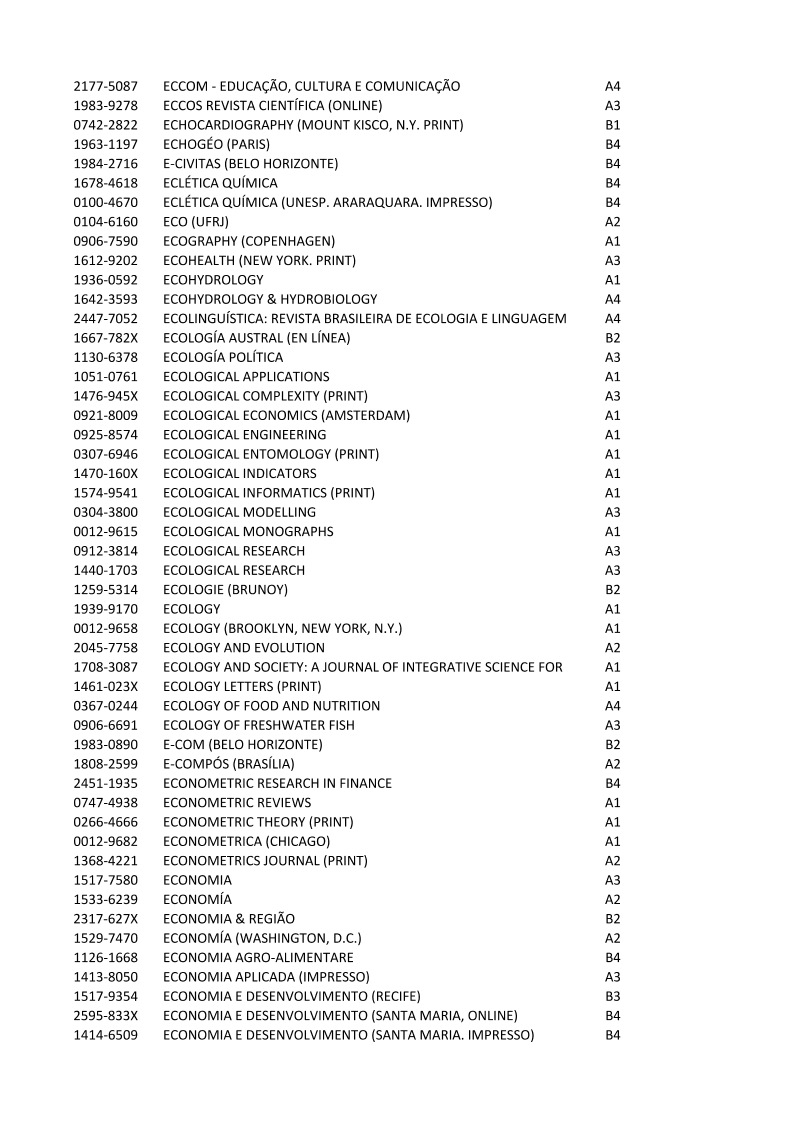 2177-5087 ECCOM - EDUCAÇÃO, CULTURA E COMUNICAÇÃO A4
1983-9278 ECCOS REVISTA CIENTÍFICA (ONLINE) A3
0742-2822 ECHOCARDIOGRAPHY (MOUNT KISCO, N.Y. PRINT) B1
1963-1197 ECHOGÉO (PARIS) B4
1984-2716 E-CIVITAS (BELO HORIZONTE) B4
1678-4618 ECLÉTICA QUÍMICA B4
0100-4670 ECLÉTICA QUÍMICA (UNESP. ARARAQUARA. IMPRESSO) B4
0104-6160 ECO (UFRJ) A2
0906-7590 ECOGRAPHY (COPENHAGEN) A1
1612-9202 ECOHEALTH (NEW YORK. PRINT) A3
1936-0592 ECOHYDROLOGY A1
1642-3593 ECOHYDROLOGY & HYDROBIOLOGY A4
2447-7052 ECOLINGUÍSTICA: REVISTA BRASILEIRA DE ECOLOGIA E LINGUAGEM A4
1667-782X ECOLOGÍA AUSTRAL (EN LÍNEA) B2
1130-6378 ECOLOGÍA POLÍTICA A3
1051-0761 ECOLOGICAL APPLICATIONS A1
1476-945X ECOLOGICAL COMPLEXITY (PRINT) A3
0921-8009 ECOLOGICAL ECONOMICS (AMSTERDAM) A1
0925-8574 ECOLOGICAL ENGINEERING A1
0307-6946 ECOLOGICAL ENTOMOLOGY (PRINT) A1
1470-160X ECOLOGICAL INDICATORS A1
1574-9541 ECOLOGICAL INFORMATICS (PRINT) A1
0304-3800 ECOLOGICAL MODELLING A3
0012-9615 ECOLOGICAL MONOGRAPHS A1
0912-3814 ECOLOGICAL RESEARCH A3
1440-1703 ECOLOGICAL RESEARCH A3
1259-5314 ECOLOGIE (BRUNOY) B2
1939-9170 ECOLOGY A1
0012-9658 ECOLOGY (BROOKLYN, NEW YORK, N.Y.) A1
2045-7758 ECOLOGY AND EVOLUTION A2
1708-3087 ECOLOGY AND SOCIETY: A JOURNAL OF INTEGRATIVE SCIENCE FOR A1
1461-023X ECOLOGY LETTERS (PRINT) A1
0367-0244 ECOLOGY OF FOOD AND NUTRITION A4
0906-6691 ECOLOGY OF FRESHWATER FISH A3
1983-0890 E-COM (BELO HORIZONTE) B2
1808-2599 E-COMPÓS (BRASÍLIA) A2
2451-1935 ECONOMETRIC RESEARCH IN FINANCE B4
0747-4938 ECONOMETRIC REVIEWS A1
0266-4666 ECONOMETRIC THEORY (PRINT) A1
0012-9682 ECONOMETRICA (CHICAGO) A1
1368-4221 ECONOMETRICS JOURNAL (PRINT) A2
1517-7580 ECONOMIA A3
1533-6239 ECONOMÍA A2
2317-627X ECONOMIA & REGIÃO B2
1529-7470 ECONOMÍA (WASHINGTON, D.C.) A2
1126-1668 ECONOMIA AGRO-ALIMENTARE B4
1413-8050 ECONOMIA APLICADA (IMPRESSO) A3
1517-9354 ECONOMIA E DESENVOLVIMENTO (RECIFE) B3
2595-833X ECONOMIA E DESENVOLVIMENTO (SANTA MARIA, ONLINE) B4
1414-6509 ECONOMIA E DESENVOLVIMENTO (SANTA MARIA. IMPRESSO) B4